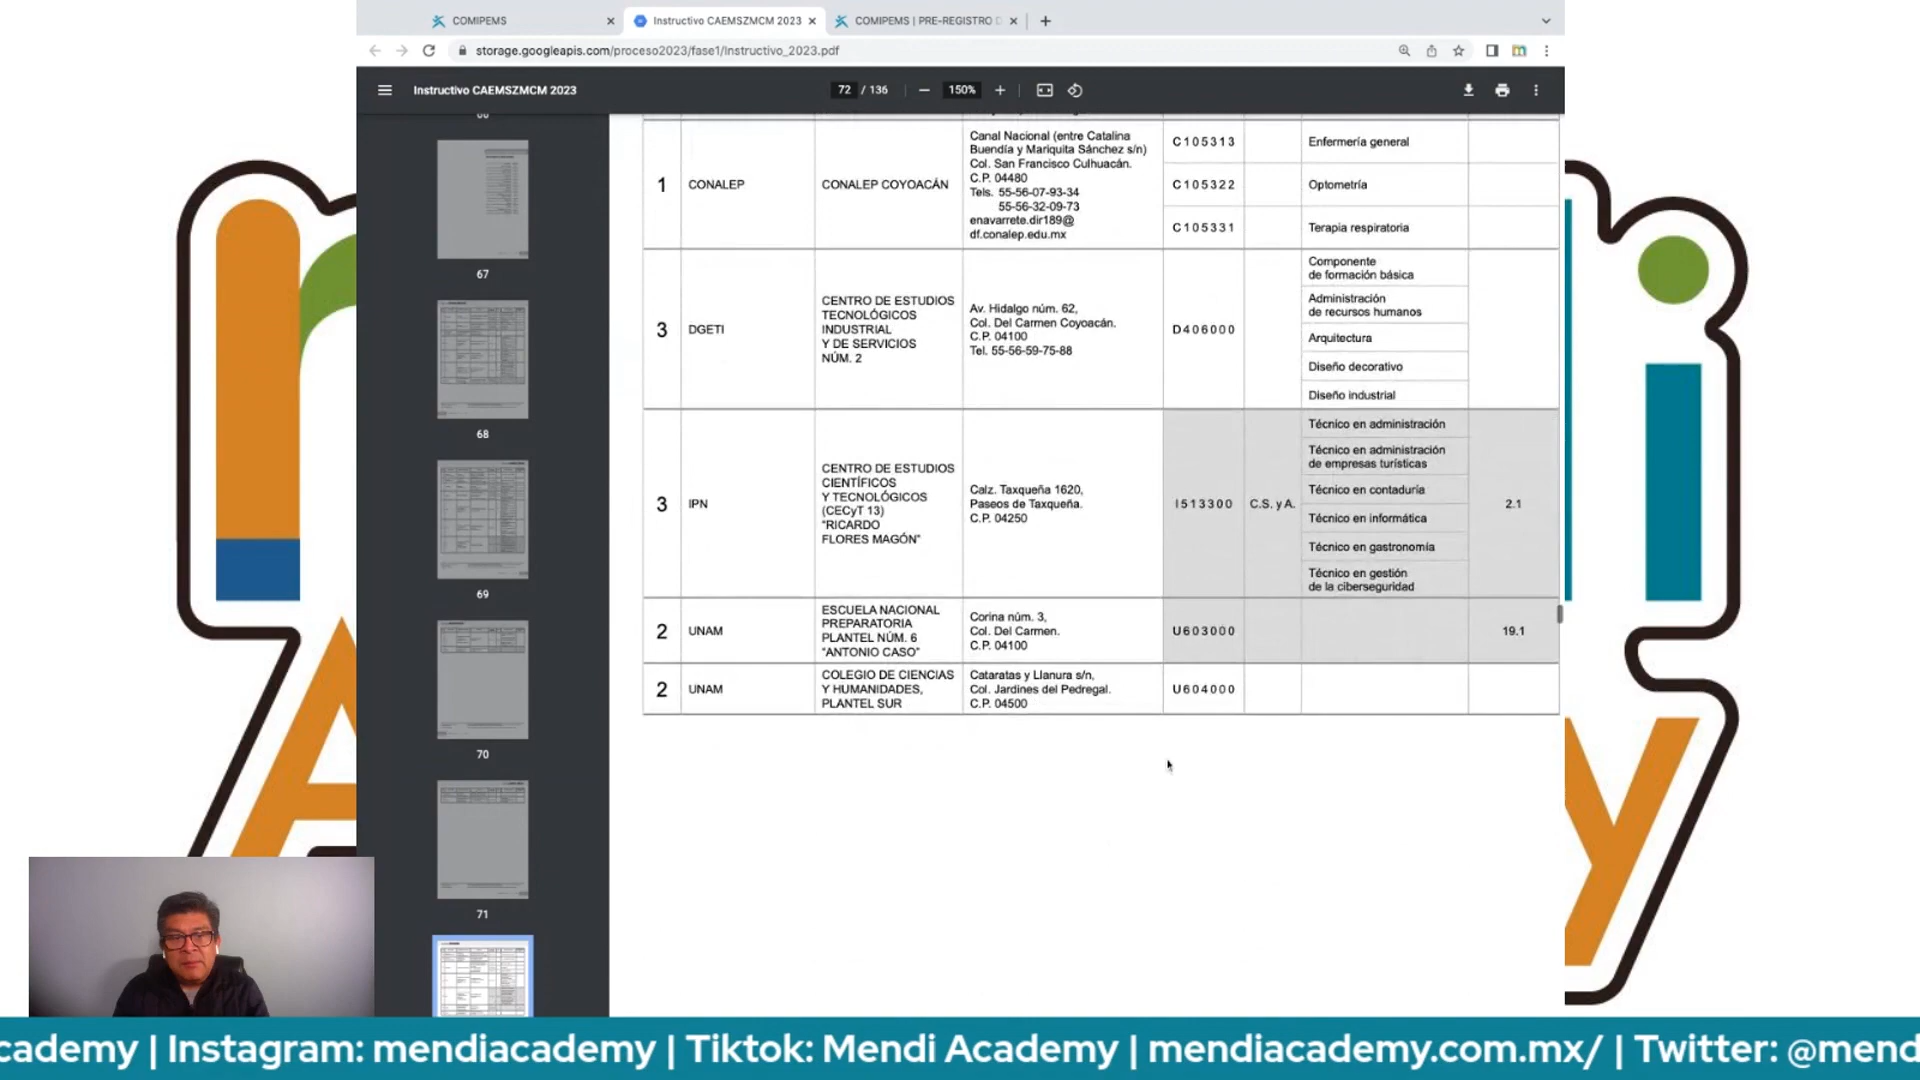 COMIPEMS
Instructivo CAEMSZMCM 2023
COMIPEMS | PRE-REGISTRO
storage.googleapis.com/proceso2023/fase1/Instructivo_2023.pdf
Instructivo CAEMSZMCM 2023
72 / 136
150%
67
68
69
70
71
1
CONALEP
CONALEP COYOACÁN
Canal Nacional (entre Catalina
Buendía y Mariquita Sánchez s/n)
Col. San Francisco Culhuacán.
C.P. 04480
Tels. 55-56-07-93-34
55-56-32-09-73
enavarrete.dir189@
df.conalep.edu.mx
C105313
Enfermería general
C105322
Optometría
C105331
Terapia respiratoria
3
DGETI
CENTRO DE ESTUDIOS
TECNOLÓGICOS
INDUSTRIAL
Y DE SERVICIOS
NÚM. 2
Av. Hidalgo núm. 62,
Col. Del Carmen Coyoacán.
C.P. 04100
Tel. 55-56-59-75-88
D406000
Componente
de formación básica
Administración
de recursos humanos
Arquitectura
Diseño decorativo
Diseño industrial
3
IPN
CENTRO DE ESTUDIOS
CIENTÍFICOS
Y TECNOLÓGICOS
(CECyT 13)
"RICARDO
FLORES MAGÓN"
Calz. Taxqueña 1620,
Paseos de Taxqueña.
C.P. 04250
I513300
C.S. y A.
Técnico en administración
Técnico en administración
de empresas turísticas
Técnico en contaduría
Técnico en informática
Técnico en gastronomía
Técnico en gestión
de la ciberseguridad
2.1
2
UNAM
ESCUELA NACIONAL
PREPARATORIA
PLANTEL NÚM. 6
"ANTONIO CASO"
Corina núm. 3,
Col. Del Carmen.
C.P. 04100
U603000
19.1
2
UNAM
COLEGIO DE CIENCIAS
Y HUMANIDADES,
PLANTEL SUR
Cataratas y Llanura s/n,
Col. Jardines del Pedregal.
C.P. 04500
U604000
cademy | Instagram: mendiacademy | Tiktok: Mendi Academy | mendiacademy.com.mx/ | Twitter: @mend